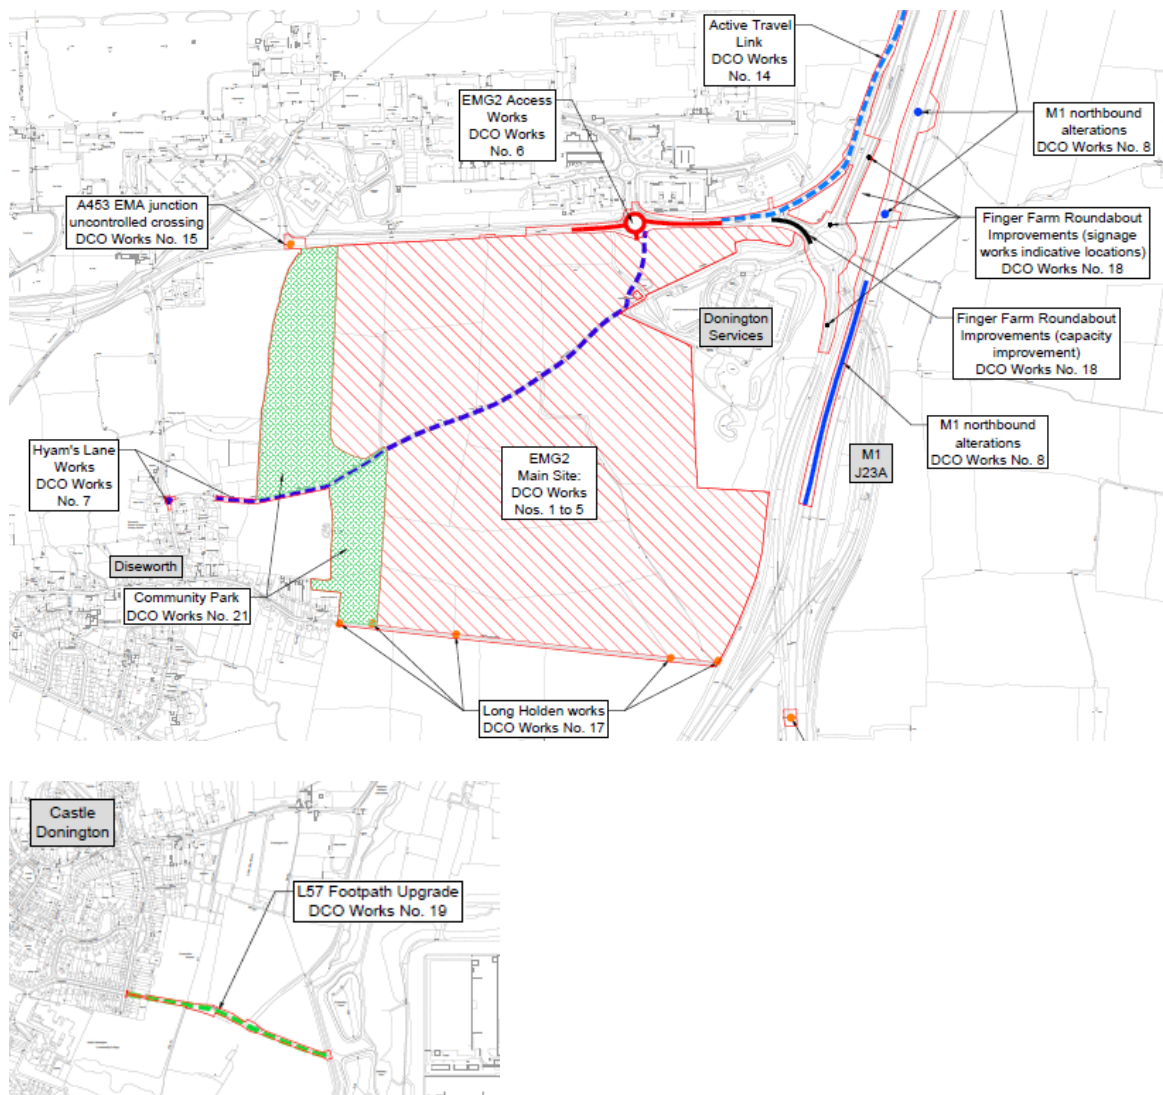 Active Travel
Link
DCO Works
No. 14
EMG2 Access
Works
DCO Works
No. 6
M1 northbound
alterations
DCO Works No. 8
A453 EMA junction
uncontrolled crossing
DCO Works No. 15
Finger Farm Roundabout
Improvements (signage
works indicative locations)
DCO Works No. 18
Donington
Services
Finger Farm Roundabout
Improvements (capacity
improvement)
DCO Works No. 18
Hyam's Lane
Works
DCO Works
No. 7
EMG2
Main Site:
DCO Works
Nos. 1 to 5
M1
J23A
M1 northbound
alterations
DCO Works No. 8
Diseworth
Community Park
DCO Works No. 21
Long Holden works
DCO Works No. 17
Castle
Donington
L57 Footpath Upgrade
DCO Works No. 19